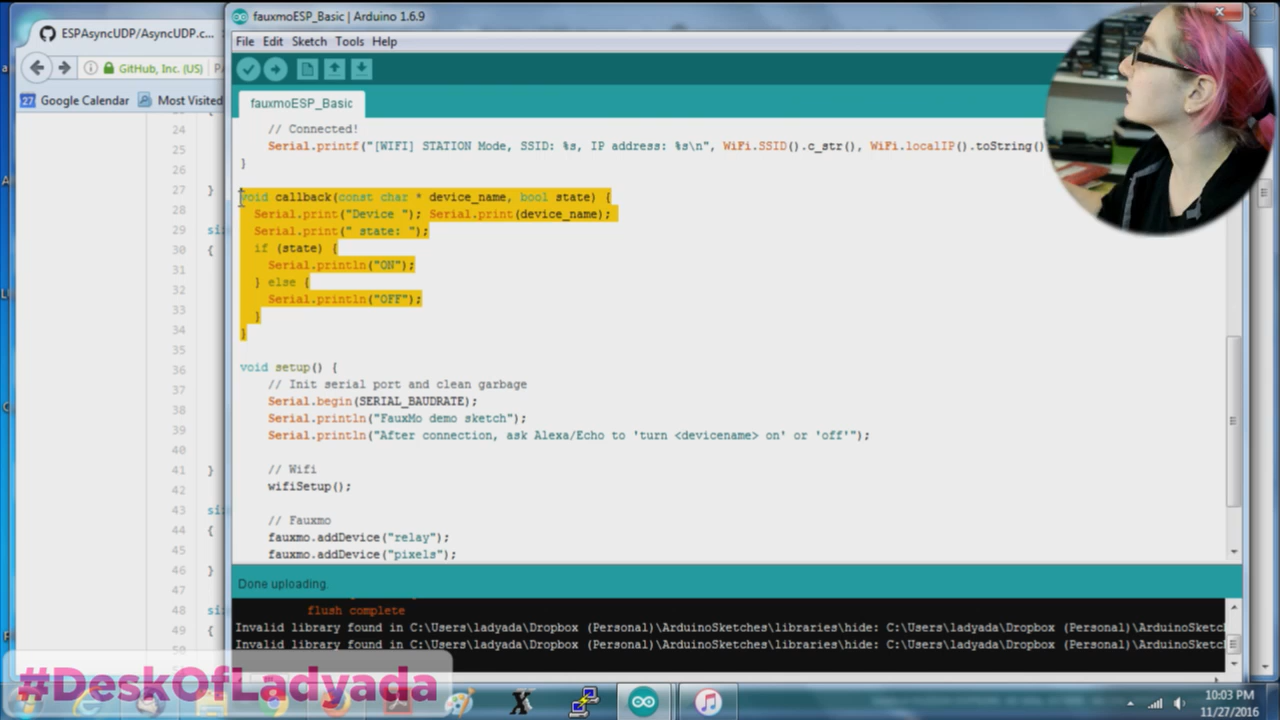 fauxmoESP_Basic | Arduino 1.6.9
ESPAsyncUDP/AsyncUDP.c...
File Edit Sketch Tools Help
GitHub, Inc. (US)
27 Google Calendar Most Visited
fauxmoESP_Basic
24
25
26
27 }
28
29
30 {
31
32
33
34
35
36
37
38
39
40
41 }
42
43
44 {
45
46 }
47
48
49 {
// Connected!
Serial.printf("[WIFI] STATION Mode, SSID: %s, IP address: %s\n", WiFi.SSID().c_str(), WiFi.localIP().toString()
}
void callback(const char * device_name, bool state) {
Serial.print("Device "); Serial.print(device_name);
Serial.print(" state: ");
if (state) {
Serial.println("ON");
} else {
Serial.println("OFF");
}
}
void setup() {
// Init serial port and clean garbage
Serial.begin(SERIAL_BAUDRATE);
Serial.println("FauxMo demo sketch");
Serial.println("After connection, ask Alexa/Echo to 'turn <devicename> on' or 'off'");
// Wifi
wifiSetup();
// Fauxmo
fauxmo.addDevice("relay");
fauxmo.addDevice("pixels");
Done uploading.
flush complete
Invalid library found in C:\Users\ladyada\Dropbox (Personal)\ArduinoSketches\libraries\hide: C:\Users\ladyada\Dropbox (Personal)\ArduinoSketch
Invalid library found in C:\Users\ladyada\Dropbox (Personal)\ArduinoSketches\libraries\hide: C:\Users\ladyada\Dropbox (Personal)\ArduinoSketch
#DeskOfLadyada
10:03 PM
11/27/2016